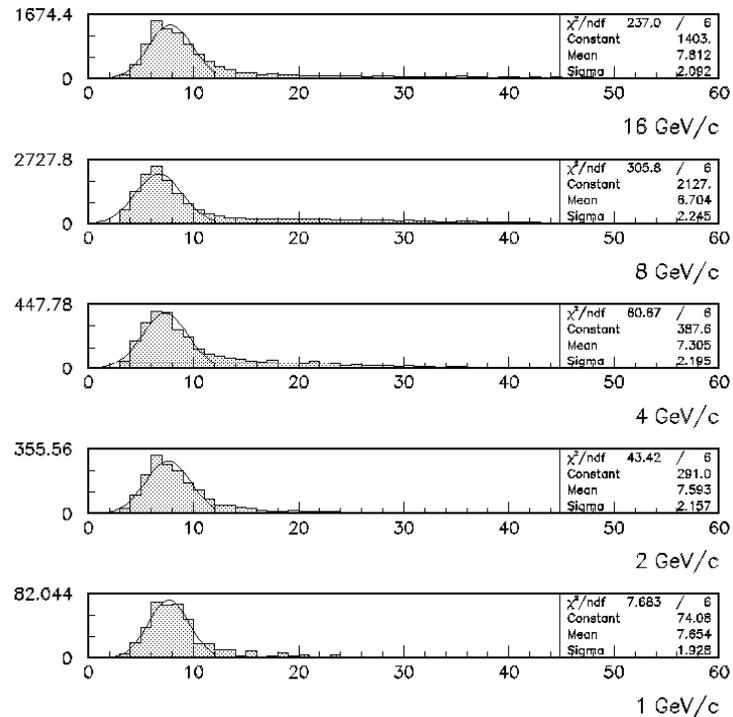 1674.4
0
χ²/ndf 237.0 / 6
Constant 1403.
Mean 7.812
Sigma 2.092
0 10 20 30 40 50 60
16 GeV/c
2727.8
0
χ²/ndf 305.8 / 6
Constant 2127.
Mean 6.704
Sigma 2.245
0 10 20 30 40 50 60
8 GeV/c
447.78
0
χ²/ndf 60.67 / 6
Constant 387.6
Mean 7.305
Sigma 2.195
0 10 20 30 40 50 60
4 GeV/c
355.56
0
χ²/ndf 43.42 / 6
Constant 291.0
Mean 7.593
Sigma 2.157
0 10 20 30 40 50 60
2 GeV/c
82.044
0
χ²/ndf 7.683 / 6
Constant 74.08
Mean 7.654
Sigma 1.928
0 10 20 30 40 50 60
1 GeV/c